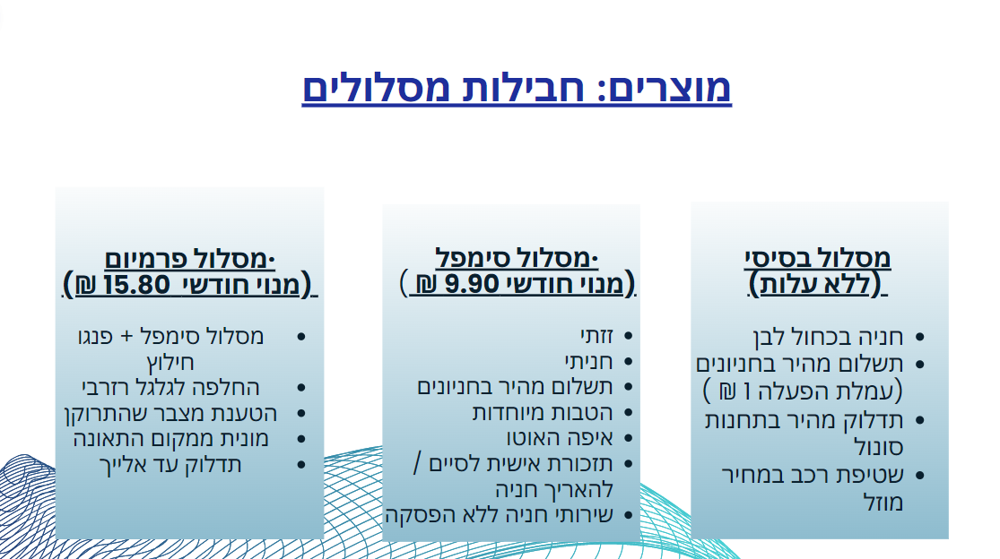 מוצרים: חבילות מסלולים
מסלול בסיסי
(ללא עלות)
• חניה בכחול לבן
• תשלום מהיר בחניונים
(עמלת הפעלה 1 ₪ )
• תדלוק מהיר בתחנות
סונול
• שטיפת רכב במחיר
מוזל
·מסלול סימפל
(מנוי חודשי 9.90 ₪ )
• זזתי
• חניתי
• תשלום מהיר בחניונים
• הטבות מיוחדות
• איפה האוטו
• תזכורת אישית לסיים /
להאריך חניה
• שירותי חניה ללא הפסקה
·מסלול פרמיום
(מנוי חודשי 15.80 ₪)
• מסלול סימפל + פנגו
חילוץ
• החלפה לגלגל רזרבי
• הטענת מצבר שהתרוקן
• מונית ממקום התאונה
• תדלוק עד אלייך